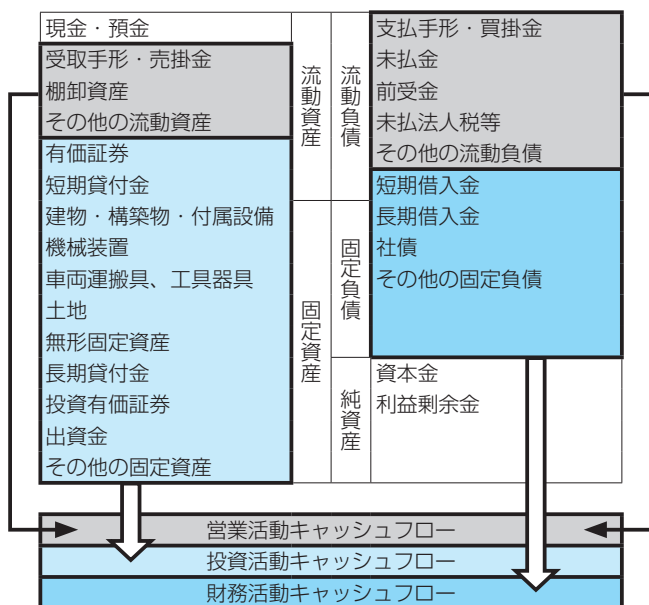 現金・預金
受取手形・売掛金
棚卸資産
その他の流動資産
有価証券
短期貸付金
建物・構築物・付属設備
機械装置
車両運搬具、工具器具
土地
無形固定資産
長期貸付金
投資有価証券
出資金
その他の固定資産
流動資産
固定資産
流動負債
固定負債
純資産
支払手形・買掛金
未払金
前受金
未払法人税等
その他の流動負債
短期借入金
長期借入金
社債
その他の固定負債
資本金
利益剰余金
営業活動キャッシュフロー
投資活動キャッシュフロー
財務活動キャッシュフロー